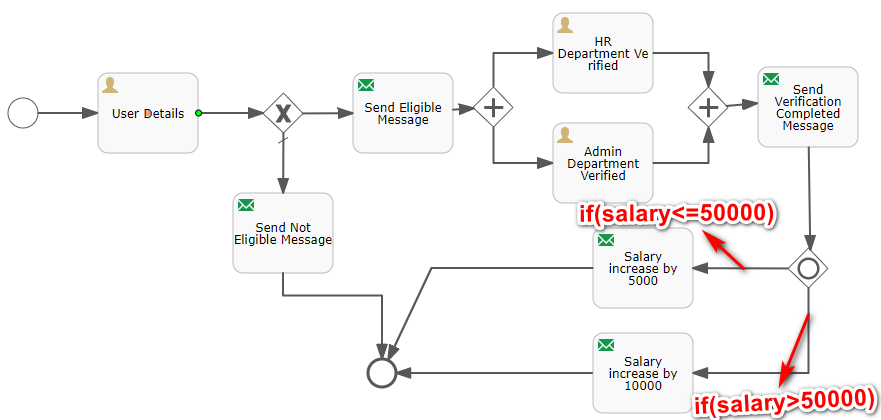 User Details
Send Eligible
Message
HR
Department Ve
rified
Admin
Department
Verified
Send
Verification
Completed
Message
Send Not
Eligible Message
if(salary<=50000)
Salary
increase by
5000
Salary
increase by
10000
if(salary>50000)